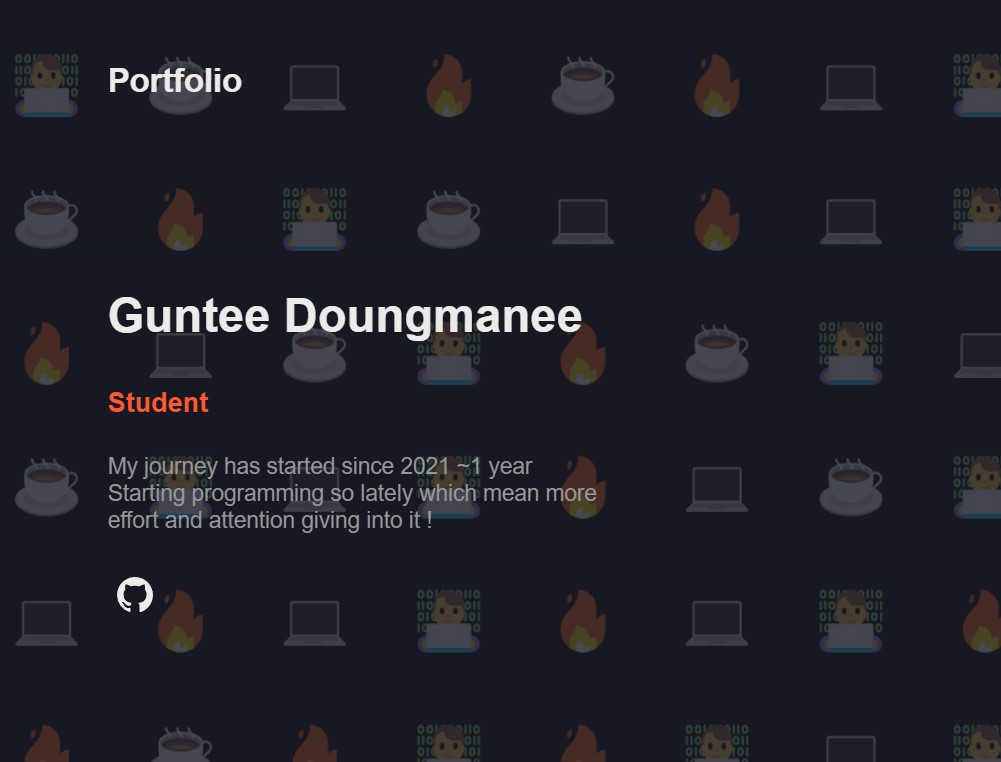 Portfolio
Guntee Doungmanee
Student
My journey has started since 2021 ~1 year
Starting programming so lately which mean more
effort and attention giving into it !